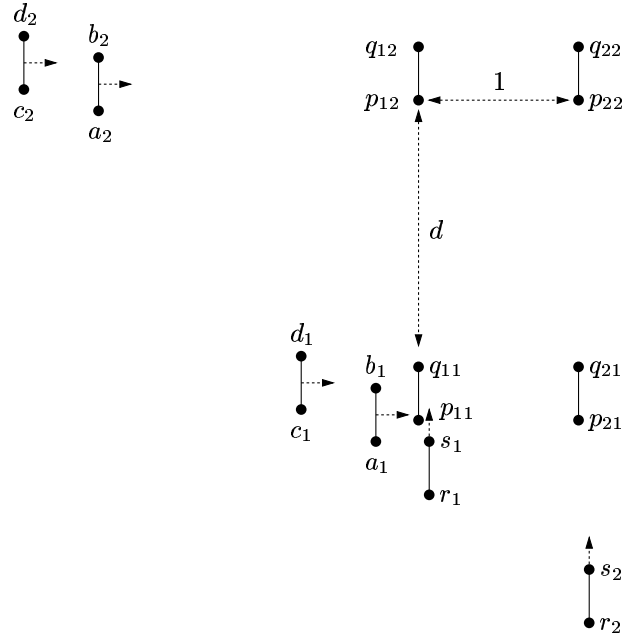 d₂
b₂
q₁₂
q₂₂
1
c₂
a₂
p₁₂
p₂₂
d
d₁
b₁
q₁₁
q₂₁
c₁
a₁
p₁₁
p₂₁
s₁
r₁
s₂
r₂